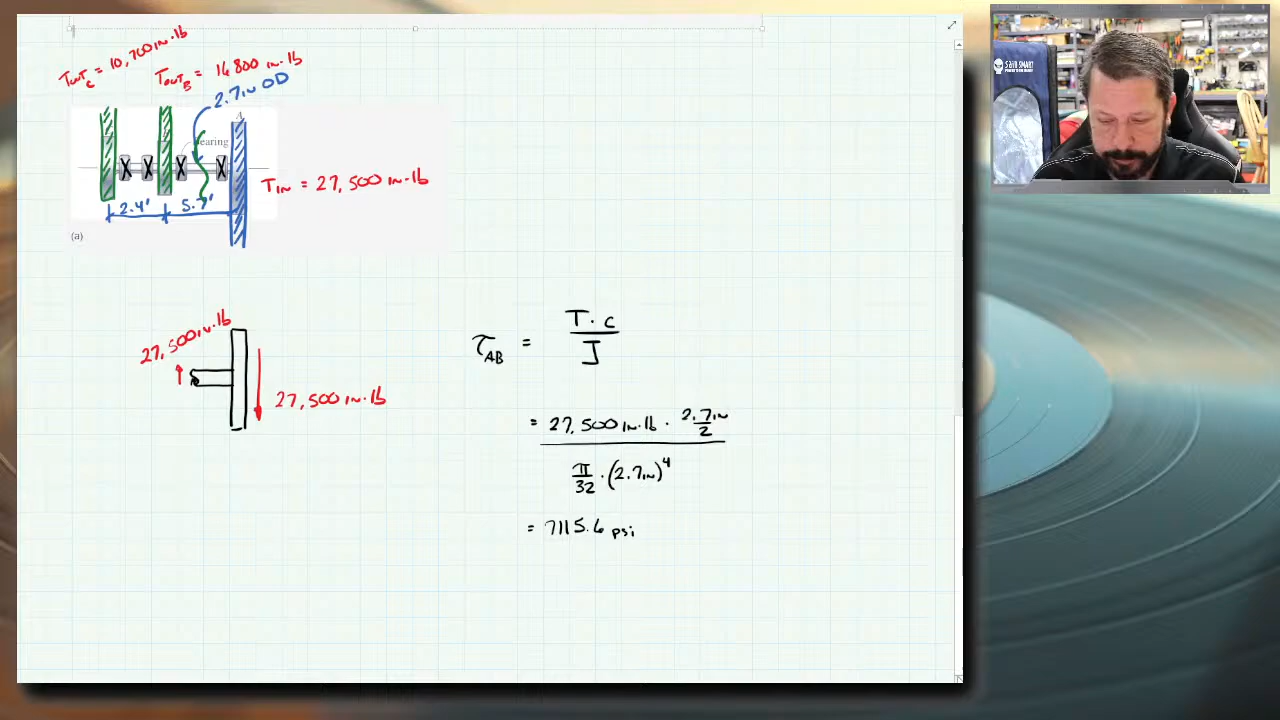 T_OUT_C = 10,700 in·lb
T_OUT_B = 16 800 in·lb
2.7 in OD
A
Bearing
T_IN = 27,500 in·lb
2.4'
5.7'
(a)
27,500 in·lb
27,500 in·lb
τ_AB = T·c / J
= 27,500 in·lb · 2.7in/2
π/32 · (2.7in)^4
= 7115.6 psi